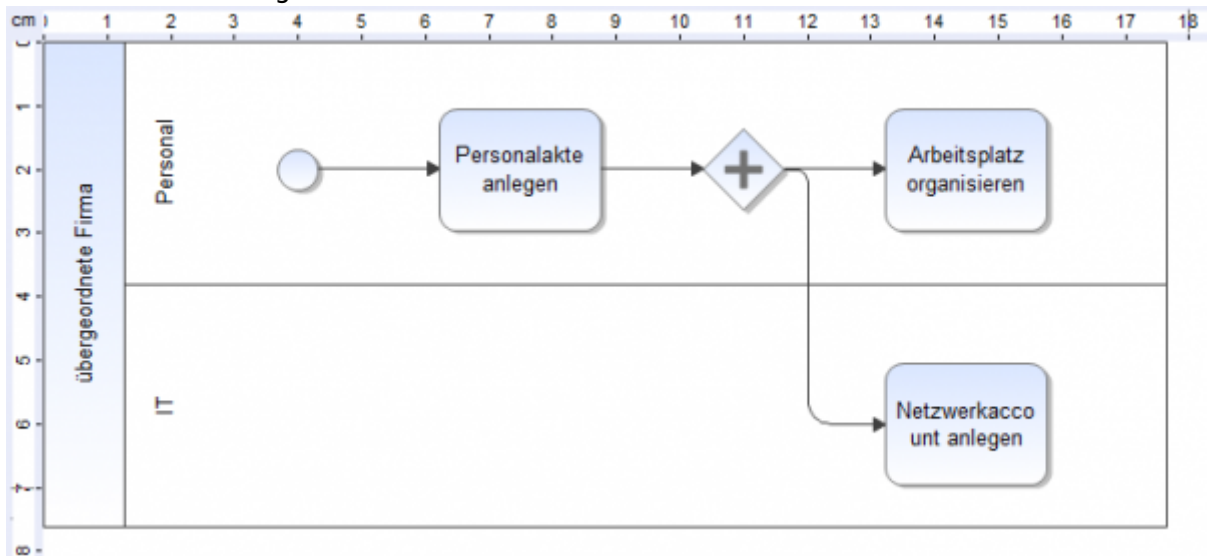 cm 0 1 2 3 4 5 6 7 8 9 10 11 12 13 14 15 16 17 18
0
1
2
3
4
5
6
7
8
übergeordnete Firma
Personal
Personalakte
anlegen
Arbeitsplatz
organisieren
IT
Netzwerkacco
unt anlegen